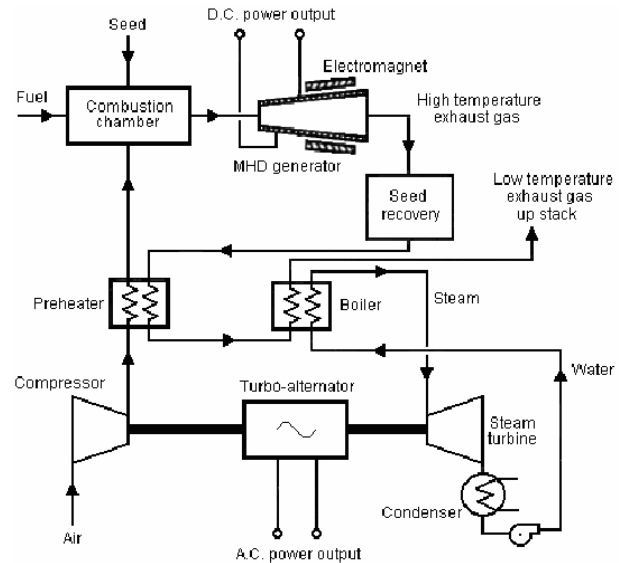 D.C. power output
Seed
Electromagnet
Fuel
Combustion
chamber
High temperature
exhaust gas
MHD generator
Seed
recovery
Low temperature
exhaust gas
up stack
Preheater
Boiler
Steam
Compressor
Turbo-alternator
Water
Steam
turbine
Condenser
Air
A.C. power output